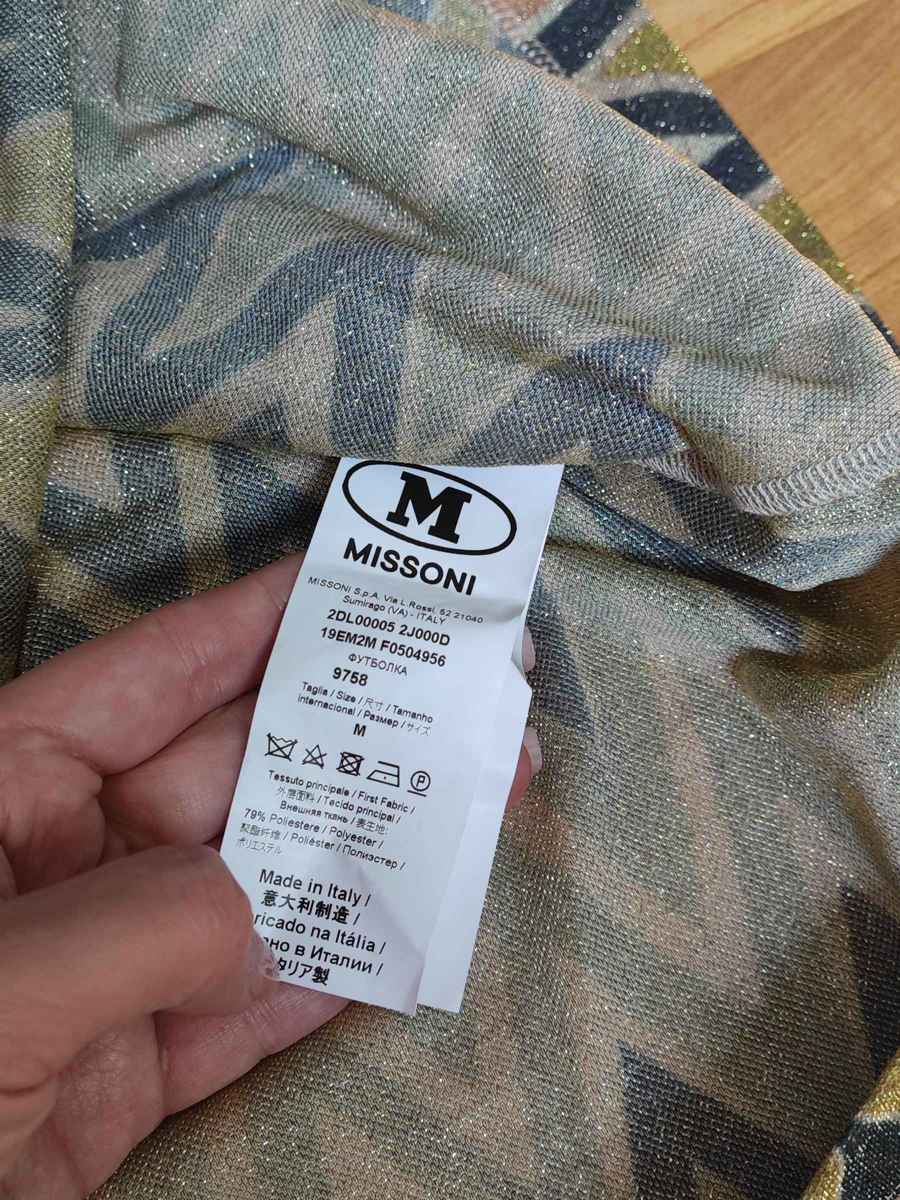 M
MISSONI
MISSONI S.p.A. Via L.Rossi, 52 21040
Sumirago (VA) - ITALY
2DL00005 2J000D
19EM2M F0504956
ФУТБОЛКА
9758
Taglia / Size / 尺寸 / Tamanho
internacional / Размер / サイズ
M
P
Tessuto principale / First Fabric /
外層面料 / Tecido principal /
Внешняя ткань / 表生地:
79% Poliestere / Polyester /
聚酯纤维 / Poliéster / Полиэстер /
ポリエステル
Made in Italy /
意大利制造 /
ricado na Itália /
но в Италии /
タリア製